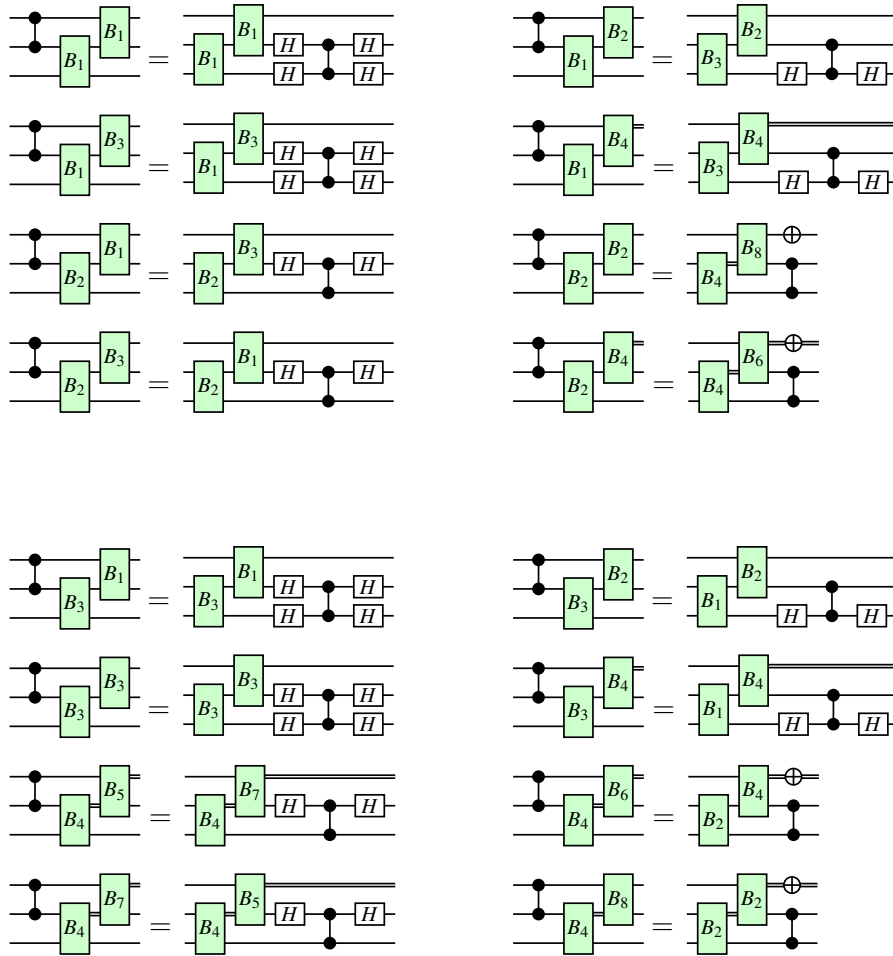 B₁ B₁ = B₁ B₁ H H H H
B₁ B₂ = B₃ B₂ H H
B₁ B₃ = B₁ B₃ H H H H
B₁ B₄ = B₃ B₄ H H
B₂ B₁ = B₂ B₃ H H
B₂ B₂ = B₄ B₈
B₂ B₃ = B₂ B₁ H H
B₂ B₄ = B₄ B₆
B₃ B₁ = B₃ B₁ H H H H
B₃ B₂ = B₁ B₂ H H
B₃ B₃ = B₃ B₃ H H H H
B₃ B₄ = B₁ B₄ H H
B₄ B₅ = B₄ B₇ H H
B₄ B₆ = B₂ B₄
B₄ B₇ = B₄ B₅ H H
B₄ B₈ = B₂ B₂